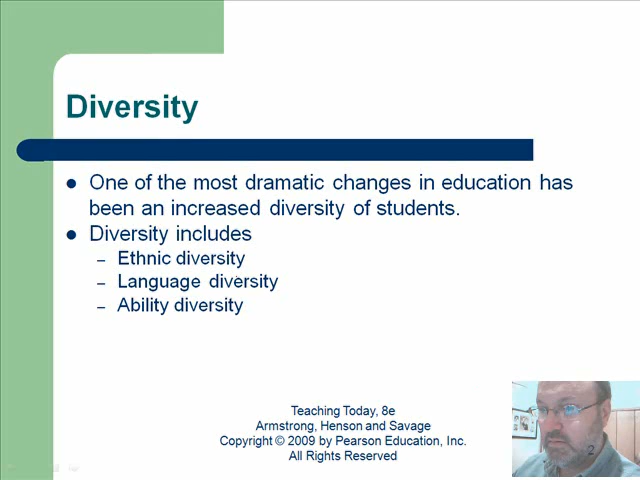 Diversity
One of the most dramatic changes in education has
been an increased diversity of students.
Diversity includes
– Ethnic diversity
– Language diversity
– Ability diversity
Teaching Today, 8e
Armstrong, Henson and Savage
Copyright © 2009 by Pearson Education, Inc.
All Rights Reserved
2